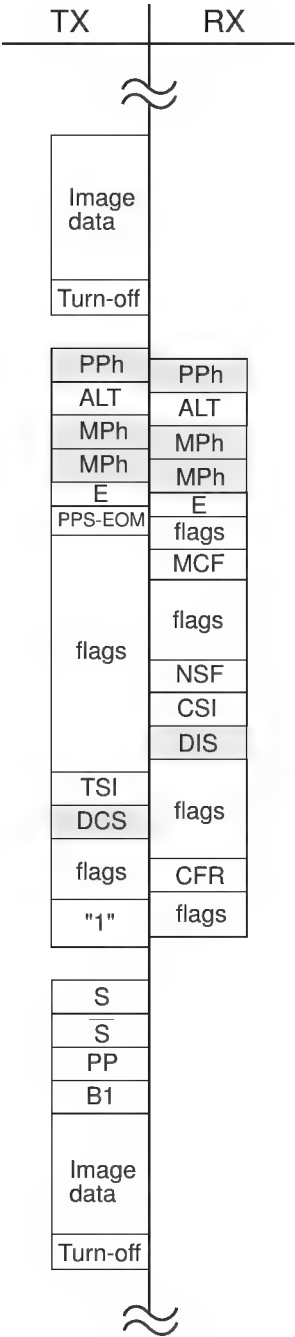 TX RX
Image
data
Turn-off
PPh
ALT
MPh
MPh
E
PPS-EOM
flags
TSI
DCS
flags
"1"
PPh
ALT
MPh
MPh
E
flags
MCF
flags
NSF
CSI
DIS
flags
CFR
flags
S
S̅
PP
B1
Image
data
Turn-off